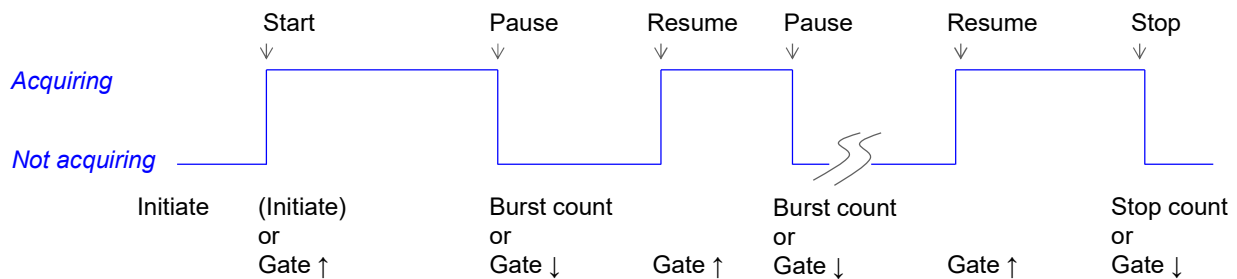 Start Pause Resume Pause Resume Stop
Acquiring
Not acquiring
Initiate (Initiate) Burst count Burst count Stop count
or or or or
Gate ↑ Gate ↓ Gate ↑ Gate ↓ Gate ↑ Gate ↓